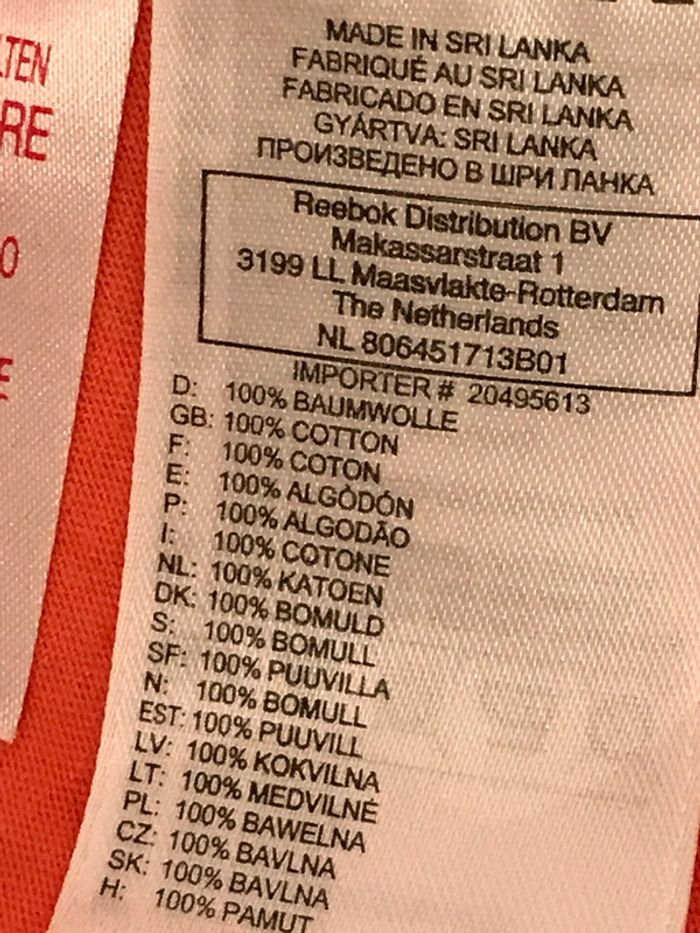 LTEN
RE
O
E
MADE IN SRI LANKA
FABRIQUÉ AU SRI LANKA
FABRICADO EN SRI LANKA
GYÁRTVA: SRI LANKA
ПРОИЗВЕДЕНО В ШРИ ЛАНКА
Reebok Distribution BV
Makassarstraat 1
3199 LL Maasvlakte-Rotterdam
The Netherlands
NL 806451713B01
IMPORTER # 20495613
D: 100% BAUMWOLLE
GB: 100% COTTON
F: 100% COTON
E: 100% ALGÒDÓN
P: 100% ALGODÃO
I: 100% COTONE
NL: 100% KATOEN
DK: 100% BOMULD
S: 100% BOMULL
SF: 100% PUUVILLA
N: 100% BOMULL
EST: 100% PUUVILL
LV: 100% KOKVILNA
LT: 100% MEDVILNĖ
PL: 100% BAWELNA
CZ: 100% BAVLNA
SK: 100% BAVLNA
H: 100% PAMUT